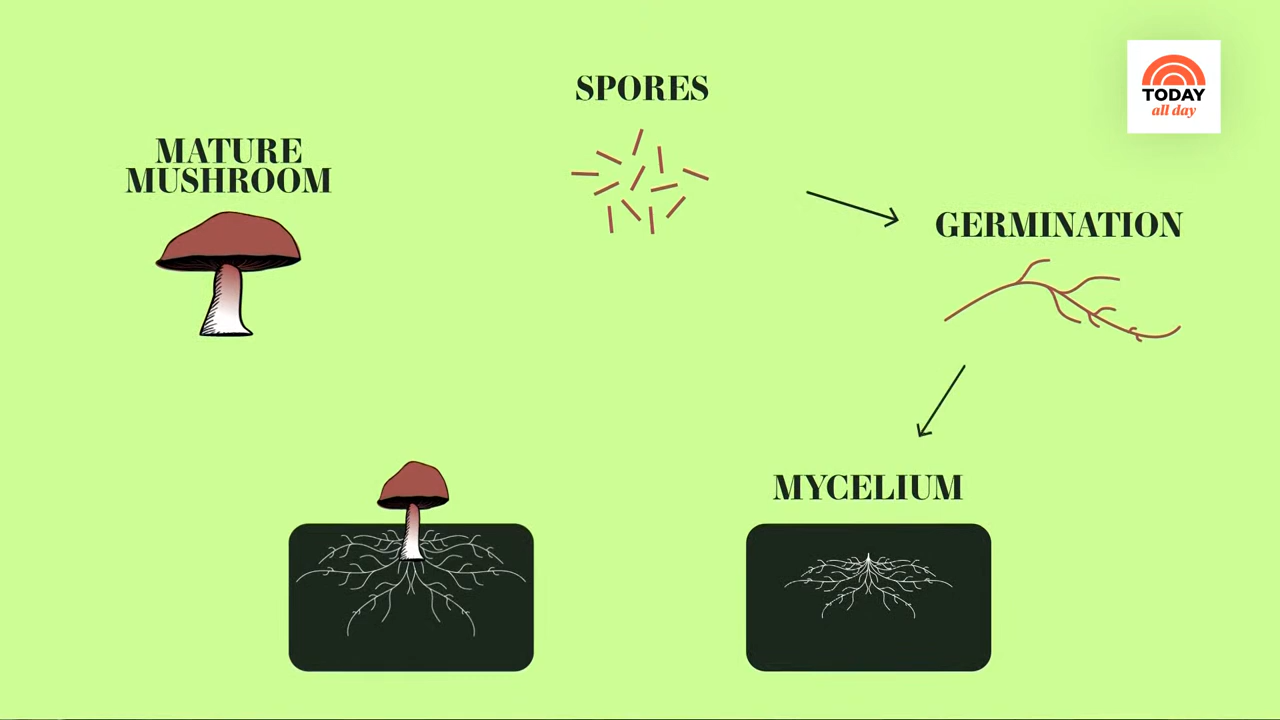 SPORES
MATURE
MUSHROOM
GERMINATION
MYCELIUM
TODAY
all day